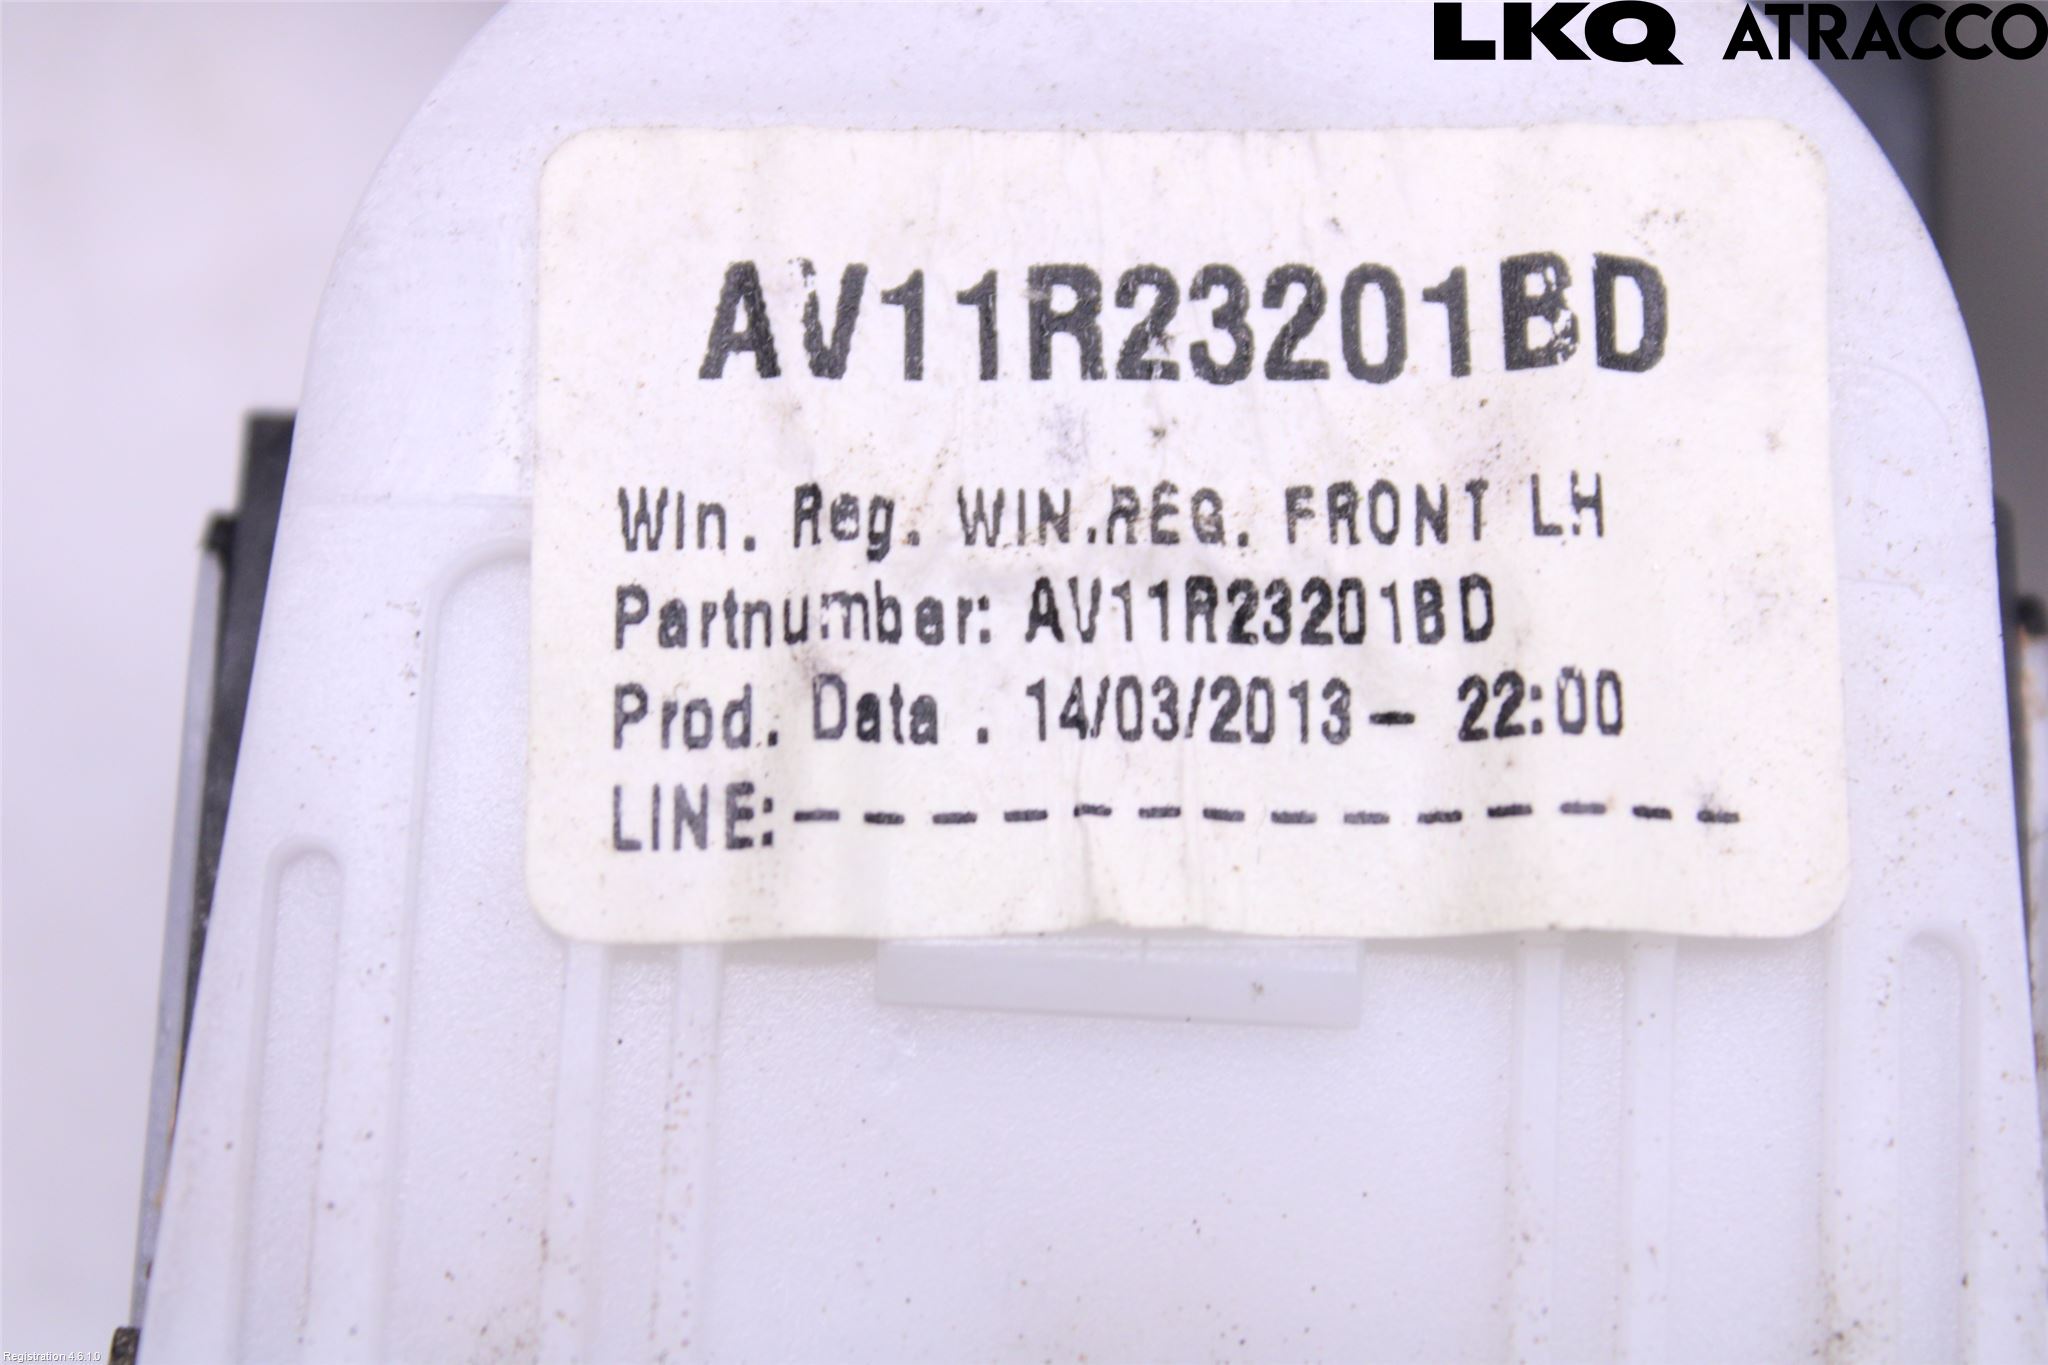 LKQ ATRACCO
AV11R23201BD
Win. Reg. WIN.REG. FRONT LH
Partnumber: AV11R23201BD
Prod. Data . 14/03/2013 - 22:00
LINE: - - - - - - - - - - - - - -
Registration 4.6.1.0